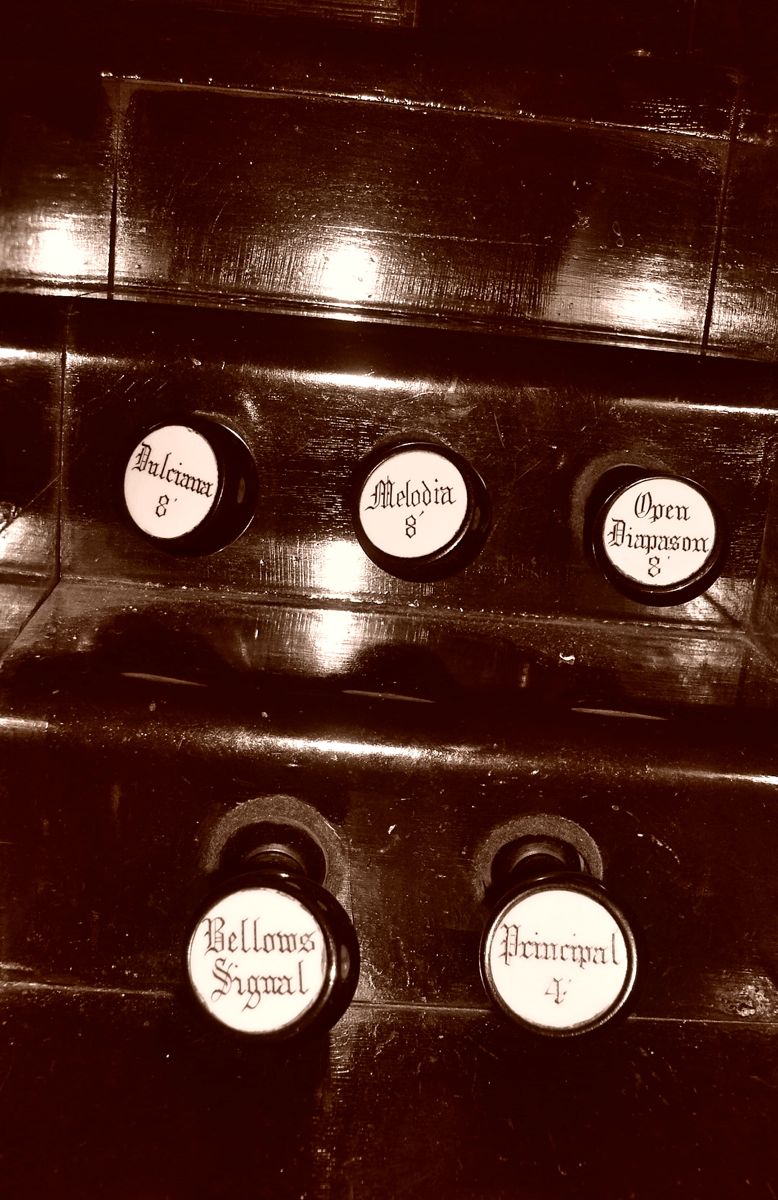 Dulciana
8'
Melodia
8'
Open
Diapason
8'
Bellows
Signal
Principal
4'